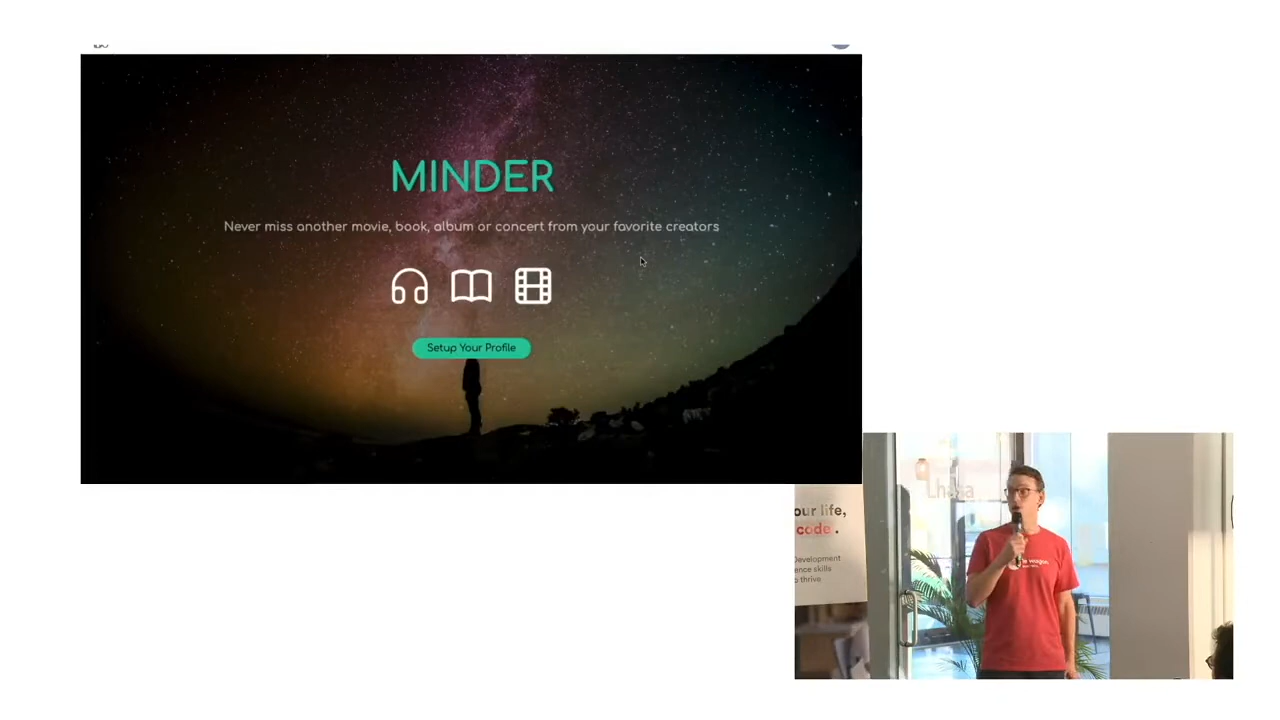 MINDER
Never miss another movie, book, album or concert from your favorite creators
Setup Your Profile
our life,
code .
Development
ence skills
o thrive
wagon